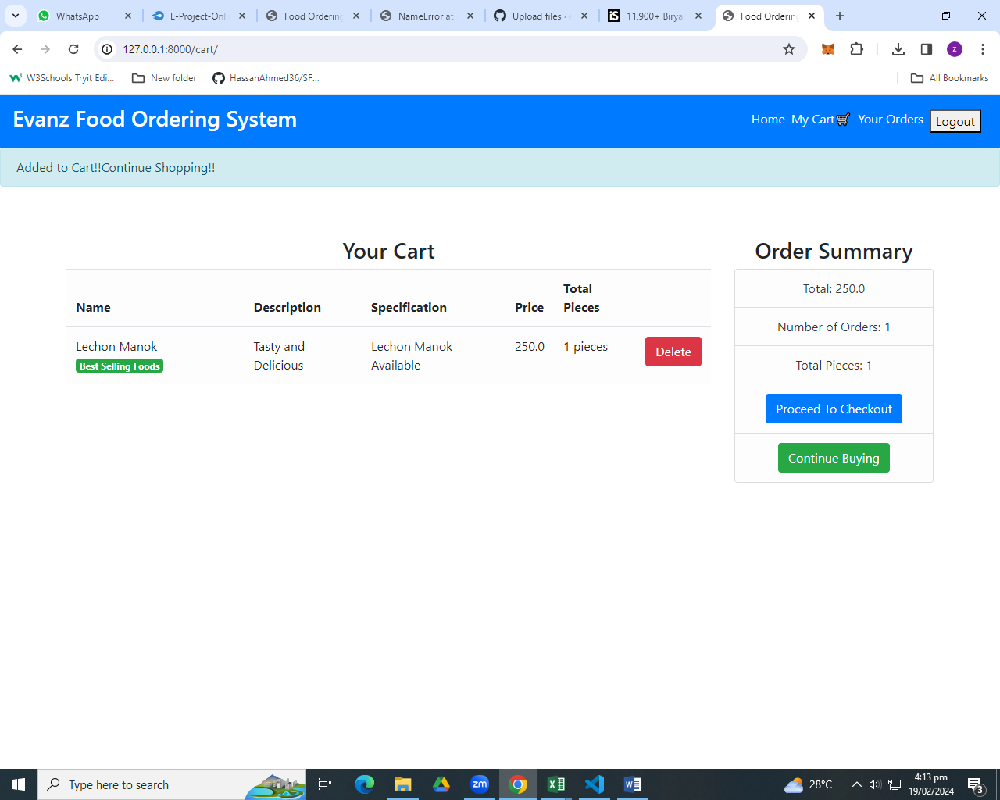 WhatsApp
E-Project-Onli
Food Ordering
NameError at
Upload files ·
11,900+ Biryan
Food Ordering
127.0.0.1:8000/cart/
z
W3Schools Tryit Edi...
New folder
HassanAhmed36/SF...
All Bookmarks
Evanz Food Ordering System
Home My Cart Your Orders Logout
Added to Cart!!Continue Shopping!!
Your Cart
Name Description Specification Price Total Pieces
Lechon Manok
Best Selling Foods
Tasty and
Delicious
Lechon Manok
Available
250.0
1 pieces
Delete
Order Summary
Total: 250.0
Number of Orders: 1
Total Pieces: 1
Proceed To Checkout
Continue Buying
Type here to search
zm
28°C
4:13 pm
19/02/2024
3